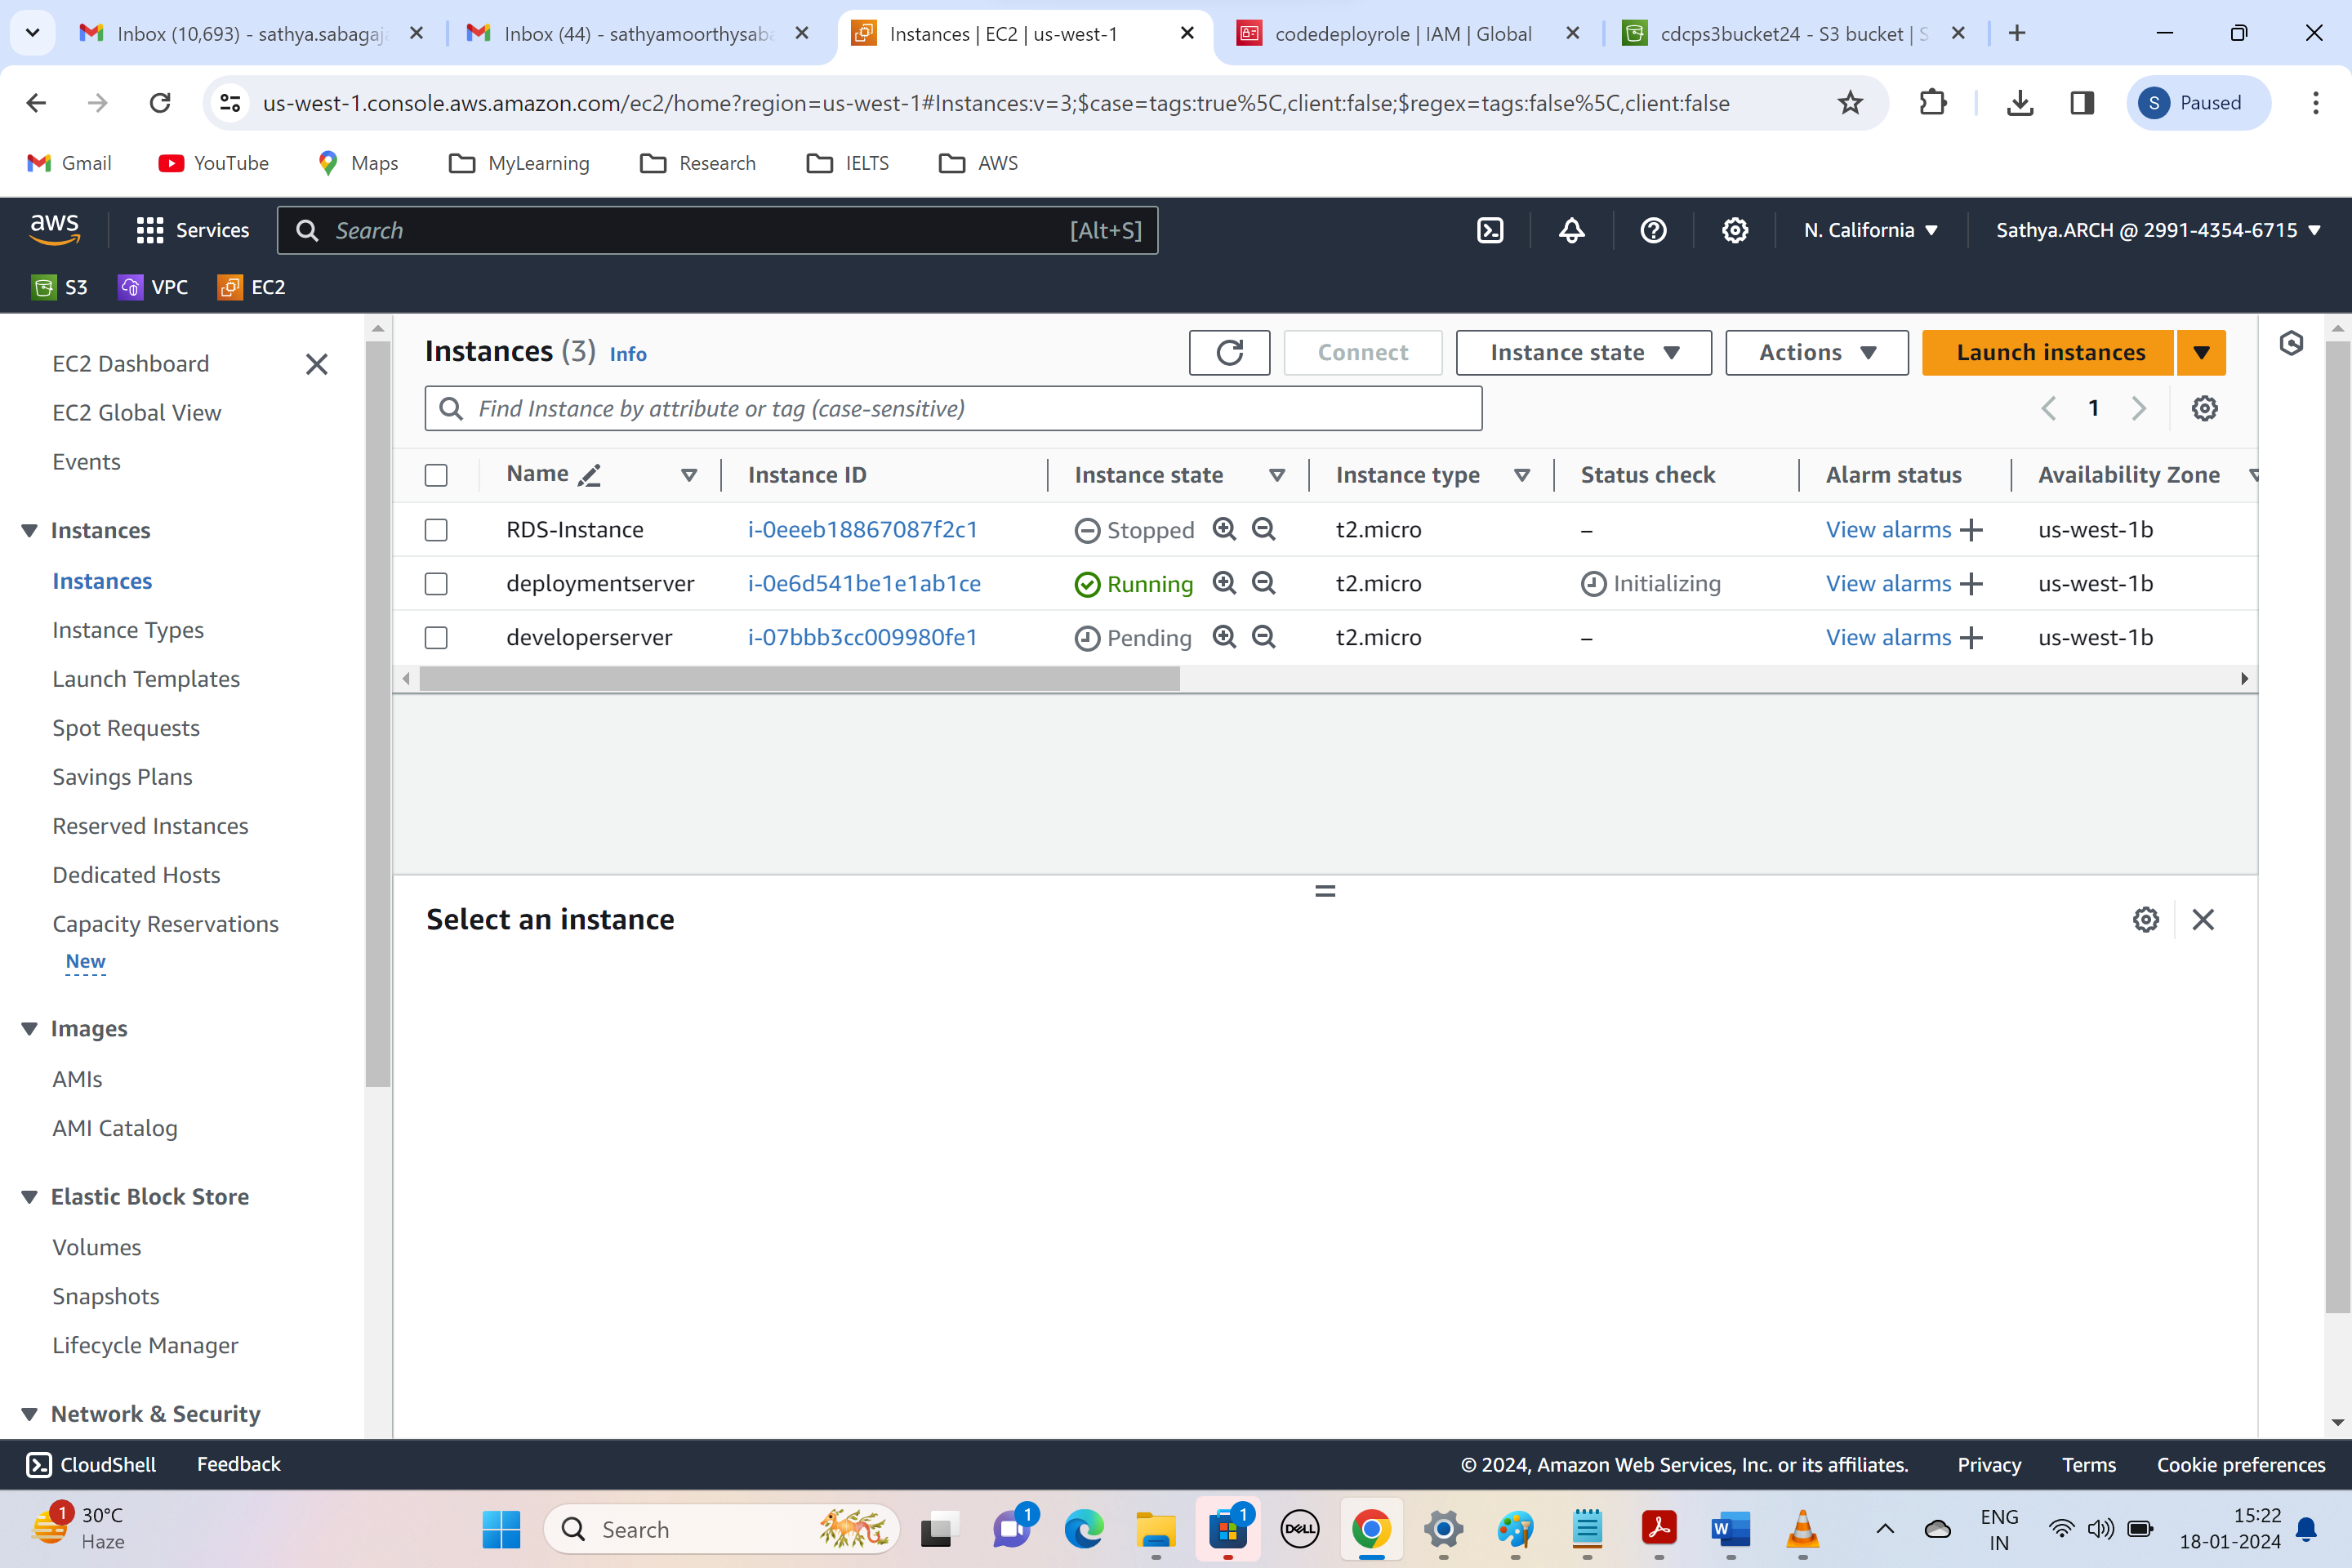 Inbox (10,693) - sathya.sabagaj
Inbox (44) - sathyamoorthysab
Instances | EC2 | us-west-1
codedeployrole | IAM | Global
cdcps3bucket24 - S3 bucket | S
us-west-1.console.aws.amazon.com/ec2/home?region=us-west-1#Instances:v=3;$case=tags:true%5C,client:false;$regex=tags:false%5C,client:false
S Paused
Gmail YouTube Maps MyLearning Research IELTS AWS
aws Services Search [Alt+S] N. California Sathya.ARCH @ 2991-4354-6715
S3 VPC EC2
EC2 Dashboard
EC2 Global View
Events
Instances
Instances
Instance Types
Launch Templates
Spot Requests
Savings Plans
Reserved Instances
Dedicated Hosts
Capacity Reservations
New
Images
AMIs
AMI Catalog
Elastic Block Store
Volumes
Snapshots
Lifecycle Manager
Network & Security
Instances (3) Info Connect Instance state Actions Launch instances
Find Instance by attribute or tag (case-sensitive) 1
Name Instance ID Instance state Instance type Status check Alarm status Availability Zone
RDS-Instance i-0eeeb18867087f2c1 Stopped t2.micro – View alarms + us-west-1b
deploymentserver i-0e6d541be1e1ab1ce Running t2.micro Initializing View alarms + us-west-1b
developerserver i-07bbb3cc009980fe1 Pending t2.micro – View alarms + us-west-1b
Select an instance
CloudShell Feedback © 2024, Amazon Web Services, Inc. or its affiliates. Privacy Terms Cookie preferences
1 30°C
Haze
Search
1
1
DELL
W
ENG
IN
15:22
18-01-2024